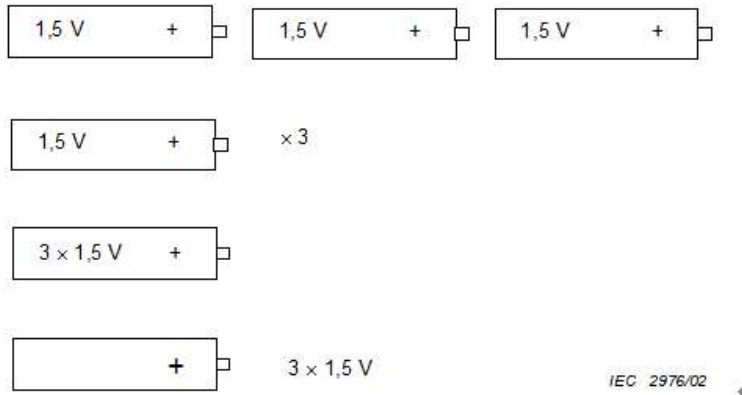 1,5 V + 1,5 V + 1,5 V +
1,5 V + × 3
3 × 1,5 V +
+ 3 × 1,5 V
IEC 2976/02